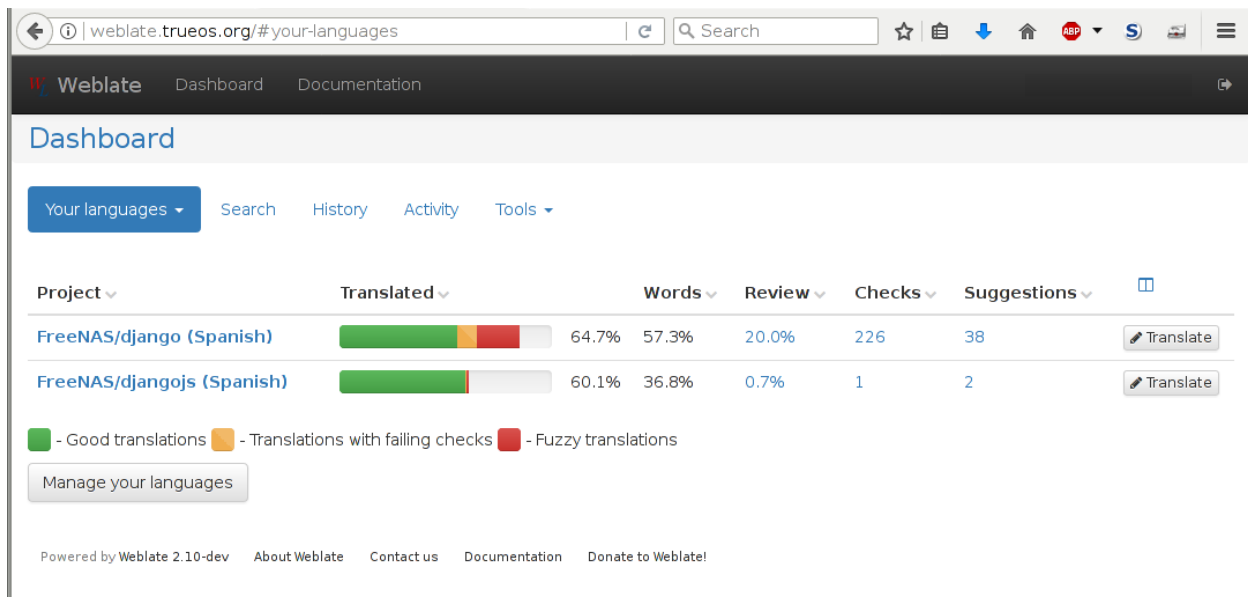 weblate.trueos.org/#your-languages Search ABP S)
Weblate Dashboard Documentation
Dashboard
Your languages Search History Activity Tools
Project Translated Words Review Checks Suggestions
FreeNAS/django (Spanish) 64.7% 57.3% 20.0% 226 38 Translate
FreeNAS/djangojs (Spanish) 60.1% 36.8% 0.7% 1 2 Translate
- Good translations - Translations with failing checks - Fuzzy translations
Manage your languages
Powered by Weblate 2.10-dev About Weblate Contact us Documentation Donate to Weblate!